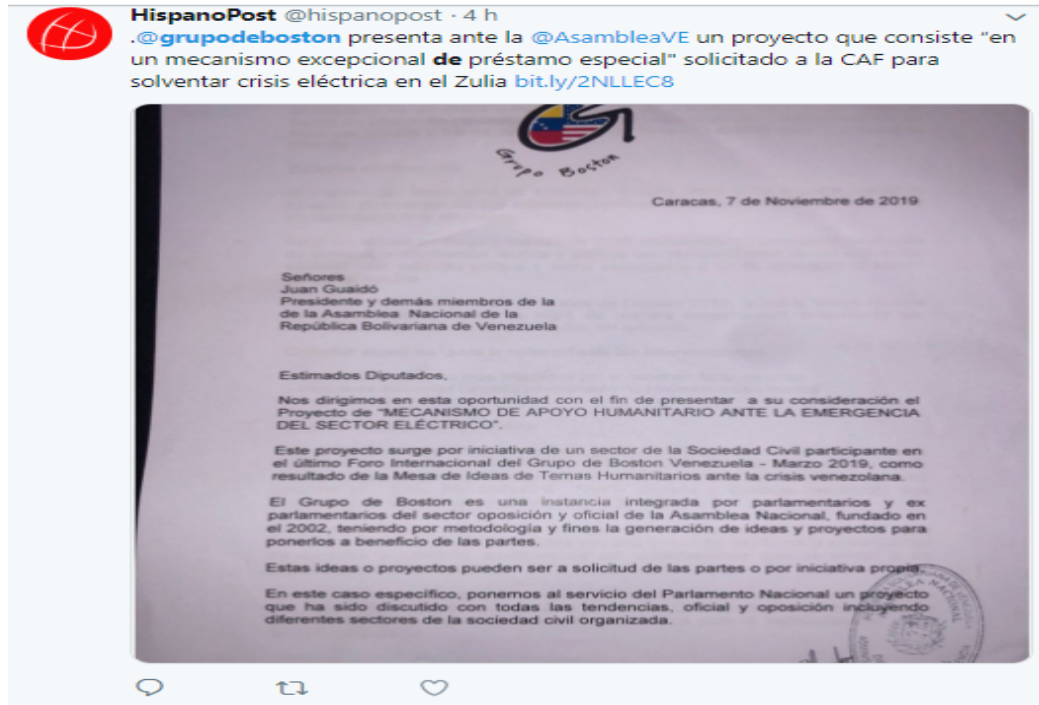 HispanoPost @hispanopost · 4 h
.@grupodeboston presenta ante la @AsambleaVE un proyecto que consiste "en
un mecanismo excepcional de préstamo especial" solicitado a la CAF para
solventar crisis eléctrica en el Zulia bit.ly/2NLLEC8
Grupo Boston
Caracas, 7 de Noviembre de 2019
Señores
Juan Guaidó
Presidente y demás miembros de la
de la Asamblea Nacional de la
República Bolivariana de Venezuela
Estimados Diputados,
Nos dirigimos en esta oportunidad con el fin de presentar a su consideración el
Proyecto de "MECANISMO DE APOYO HUMANITARIO ANTE LA EMERGENCIA
DEL SECTOR ELÉCTRICO".
Este proyecto surge por iniciativa de un sector de la Sociedad Civil participante en
el último Foro Internacional del Grupo de Boston Venezuela - Marzo 2019, como
resultado de la Mesa de Ideas de Temas Humanitarios ante la crisis venezolana.
El Grupo de Boston es una instancia integrada por parlamentarios y ex
parlamentarios del sector oposición y oficial de la Asamblea Nacional, fundado en
el 2002, teniendo por metodología y fines la generación de ideas y proyectos para
ponerlos a beneficio de las partes.
Estas ideas o proyectos pueden ser a solicitud de las partes o por iniciativa propia.
En este caso específico, ponemos al servicio del Parlamento Nacional un proyecto
que ha sido discutido con todas las tendencias, oficial y oposición incluyendo
diferentes sectores de la sociedad civil organizada.